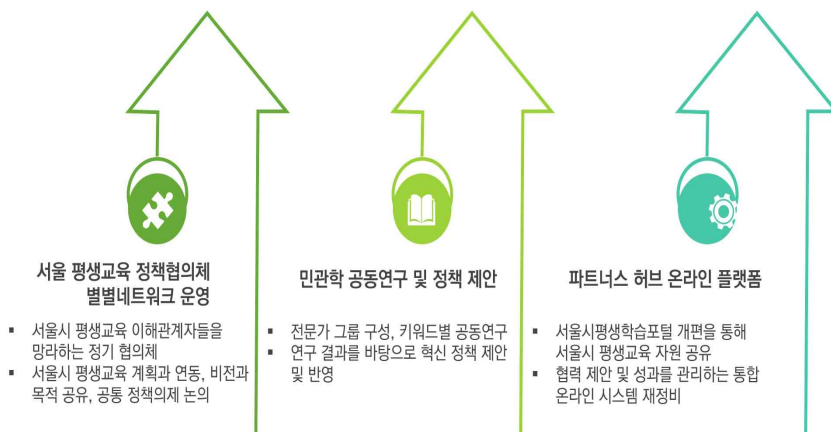 서울 평생교육 정책협의체
별별네트워크 운영
▪ 서울시 평생교육 이해관계자들을
망라하는 정기 협의체
▪ 서울시 평생교육 계획과 연동, 비전과
목적 공유, 공통 정책의제 논의
민관학 공동연구 및 정책 제안
▪ 전문가 그룹 구성, 키워드별 공동연구
▪ 연구 결과를 바탕으로 혁신 정책 제안
및 반영
파트너스 허브 온라인 플랫폼
▪ 서울시평생학습포털 개편을 통해
서울시 평생교육 자원 공유
▪ 협력 제안 및 성과를 관리하는 통합
온라인 시스템 재정비